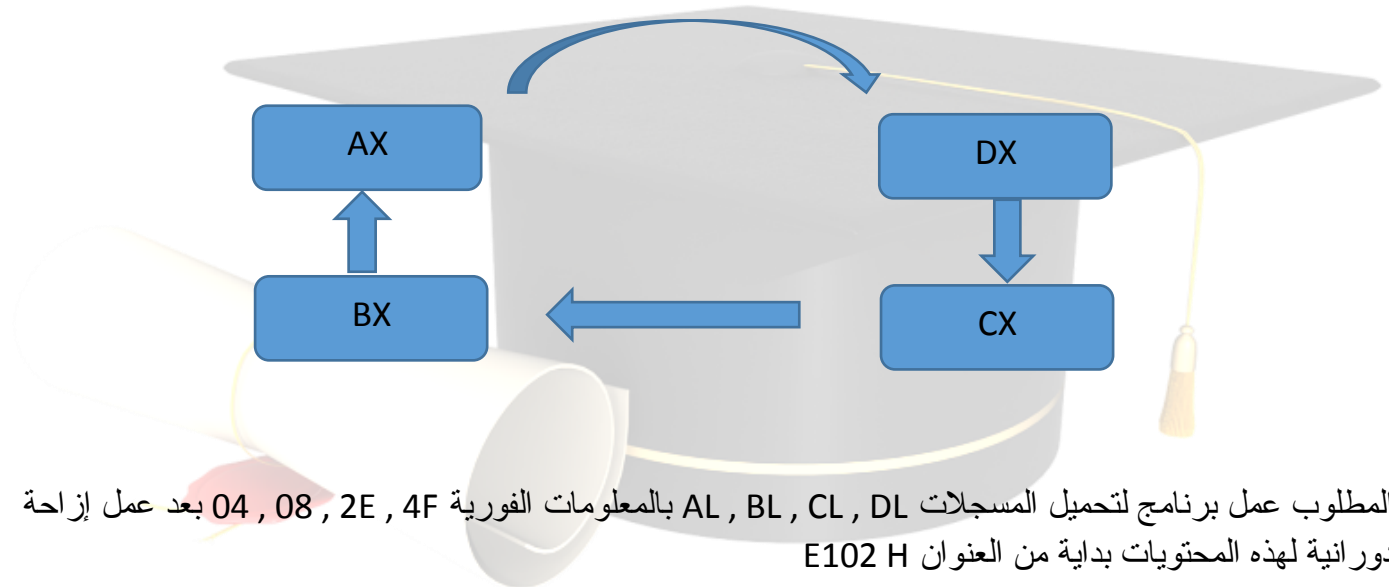 AX
DX
BX
CX
المطلوب عمل برنامج لتحميل المسجلات AL , BL , CL , DL بالمعلومات الفورية 04 , 08 , 2E , 4F بعد عمل إزاحة
دورانية لهذه المحتويات بداية من العنوان E102 H